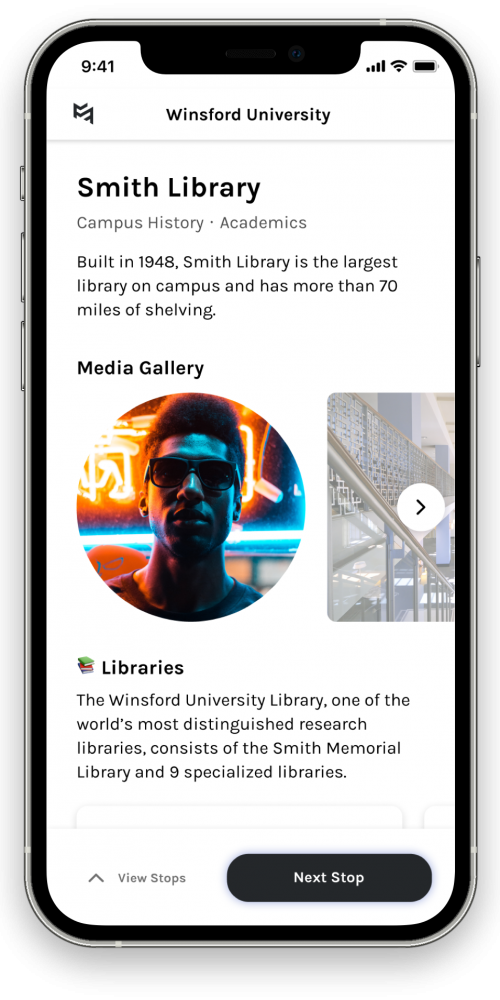 9:41
Winsford University
Smith Library
Campus History · Academics
Built in 1948, Smith Library is the largest
library on campus and has more than 70
miles of shelving.
Media Gallery
📚 Libraries
The Winsford University Library, one of the
world’s most distinguished research
libraries, consists of the Smith Memorial
Library and 9 specialized libraries.
View Stops
Next Stop